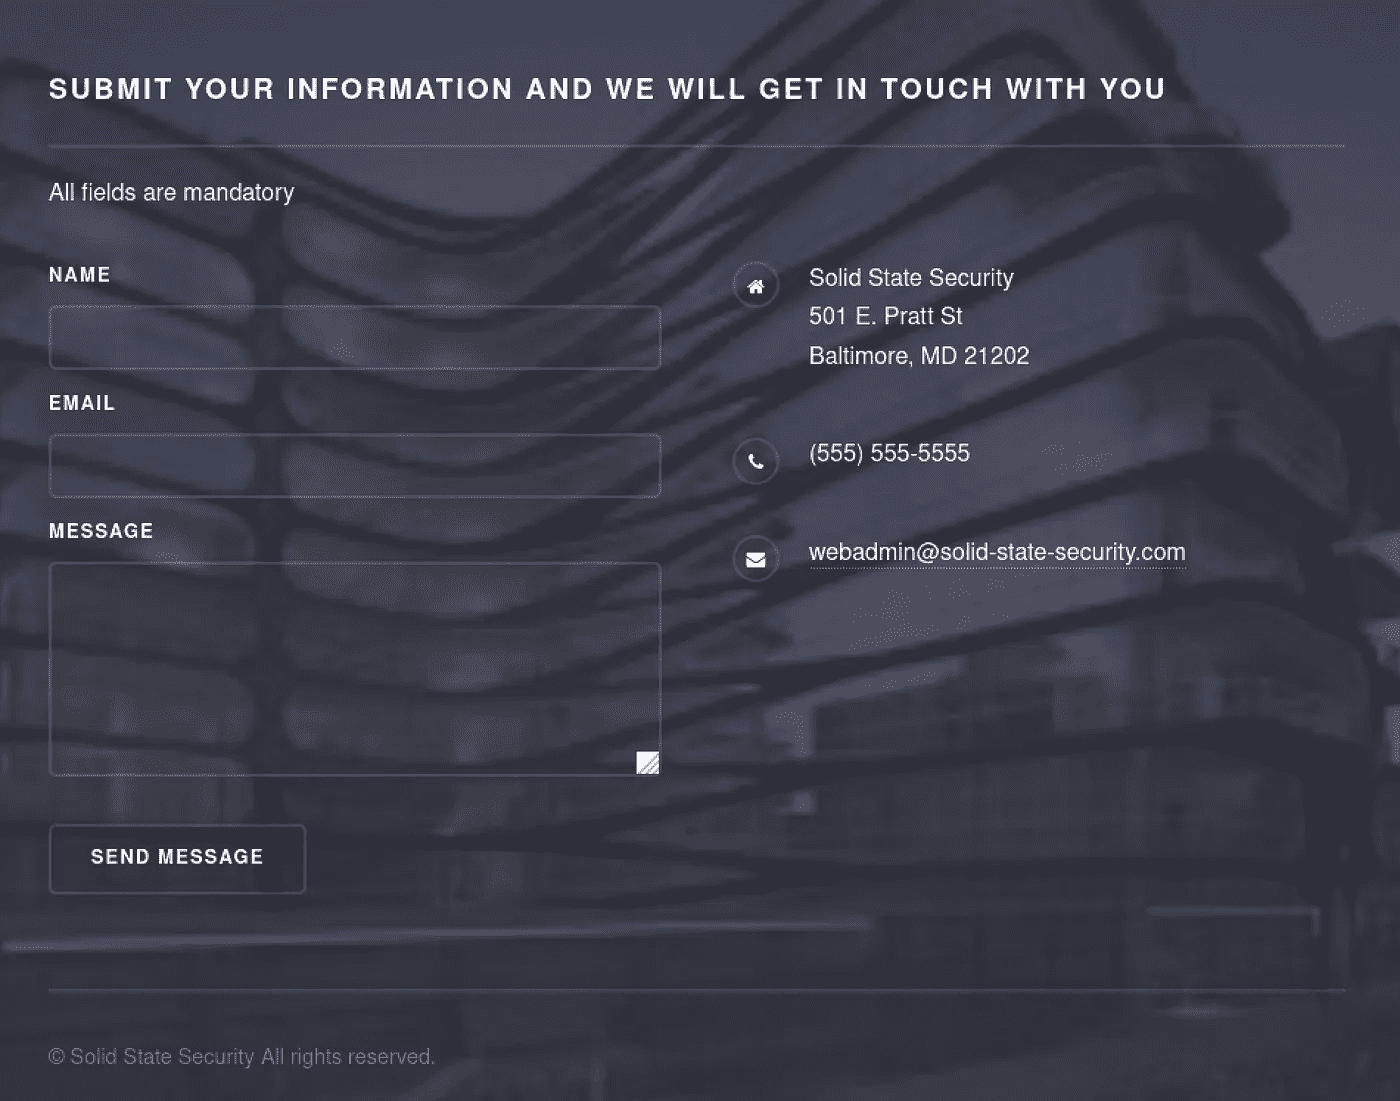 SUBMIT YOUR INFORMATION AND WE WILL GET IN TOUCH WITH YOU
All fields are mandatory
NAME
EMAIL
MESSAGE
SEND MESSAGE
Solid State Security
501 E. Pratt St
Baltimore, MD 21202
(555) 555-5555
webadmin@solid-state-security.com
© Solid State Security All rights reserved.